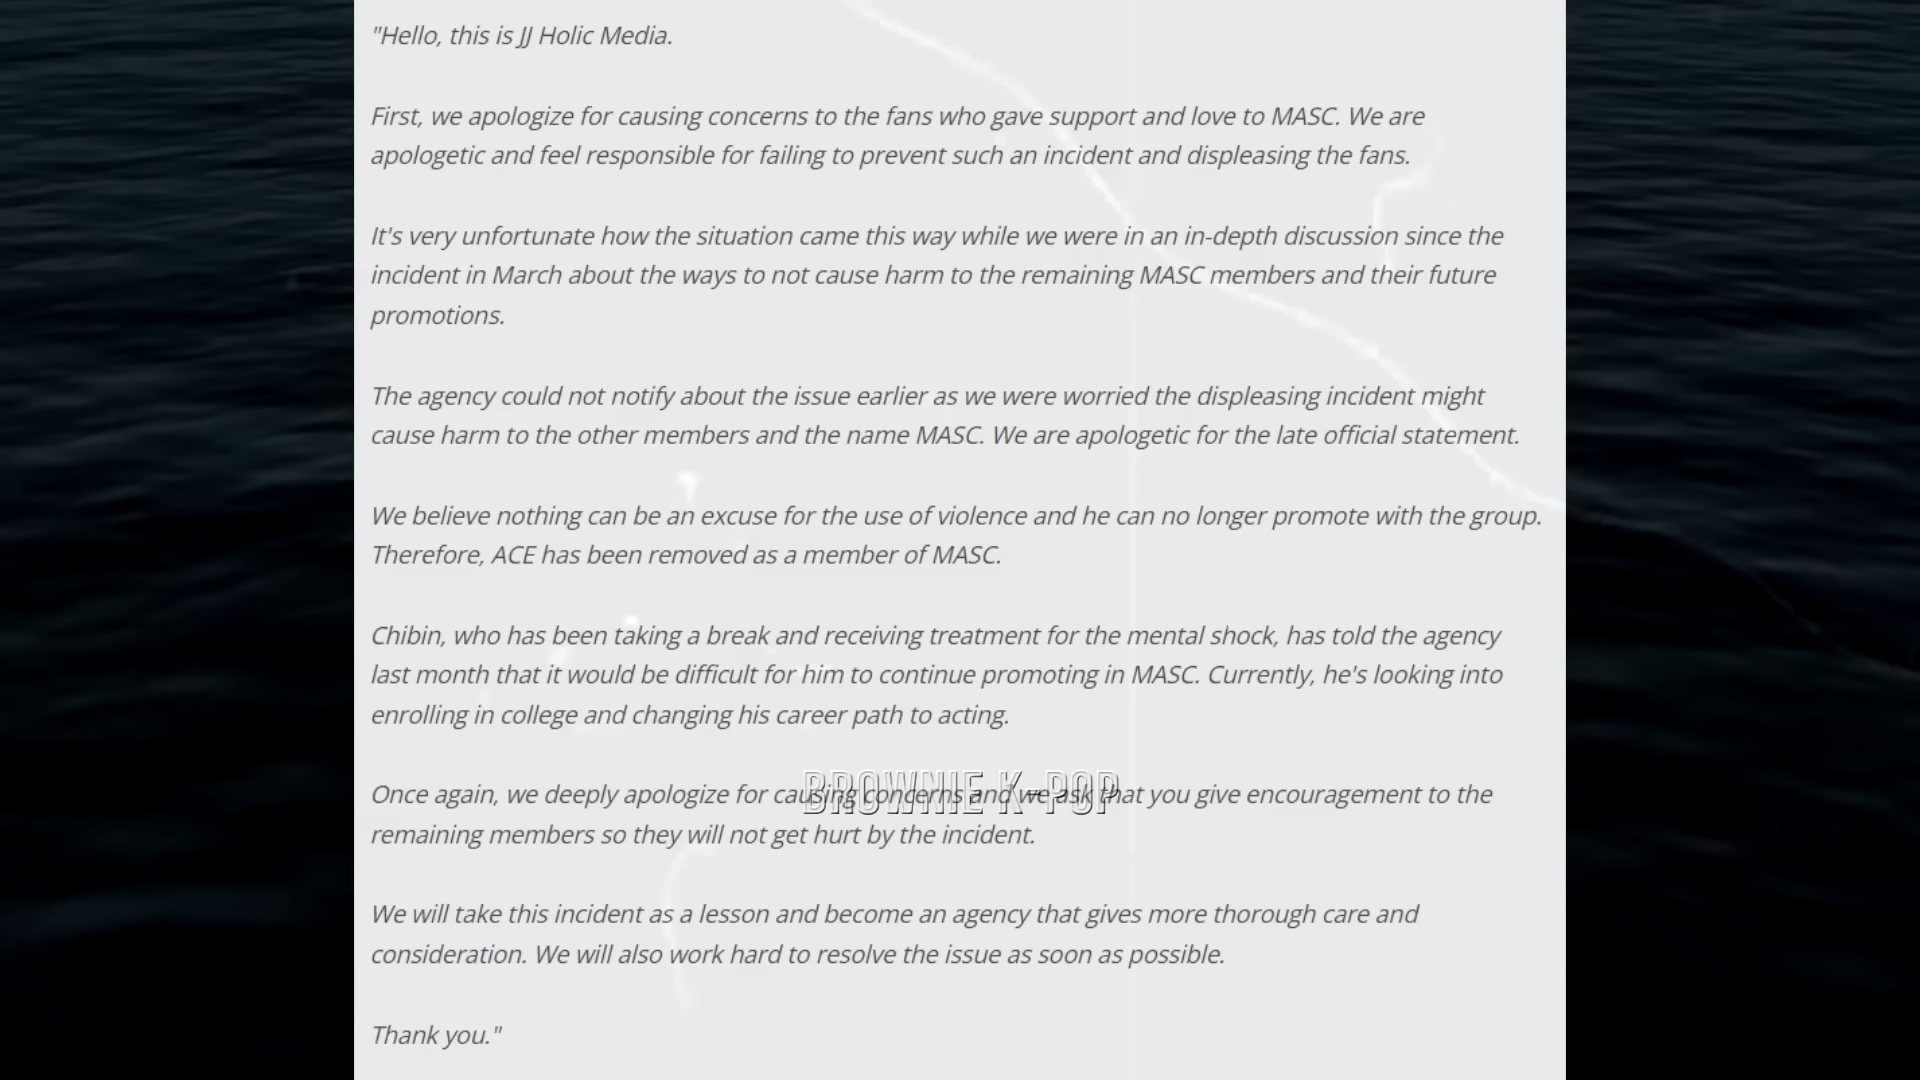 "Hello, this is JJ Holic Media.
First, we apologize for causing concerns to the fans who gave support and love to MASC. We are
apologetic and feel responsible for failing to prevent such an incident and displeasing the fans.
It's very unfortunate how the situation came this way while we were in an in-depth discussion since the
incident in March about the ways to not cause harm to the remaining MASC members and their future
promotions.
The agency could not notify about the issue earlier as we were worried the displeasing incident might
cause harm to the other members and the name MASC. We are apologetic for the late official statement.
We believe nothing can be an excuse for the use of violence and he can no longer promote with the group.
Therefore, ACE has been removed as a member of MASC.
Chibin, who has been taking a break and receiving treatment for the mental shock, has told the agency
last month that it would be difficult for him to continue promoting in MASC. Currently, he's looking into
enrolling in college and changing his career path to acting.
BROWNIE K-POP
Once again, we deeply apologize for causing concerns and we ask that you give encouragement to the
remaining members so they will not get hurt by the incident.
We will take this incident as a lesson and become an agency that gives more thorough care and
consideration. We will also work hard to resolve the issue as soon as possible.
Thank you."